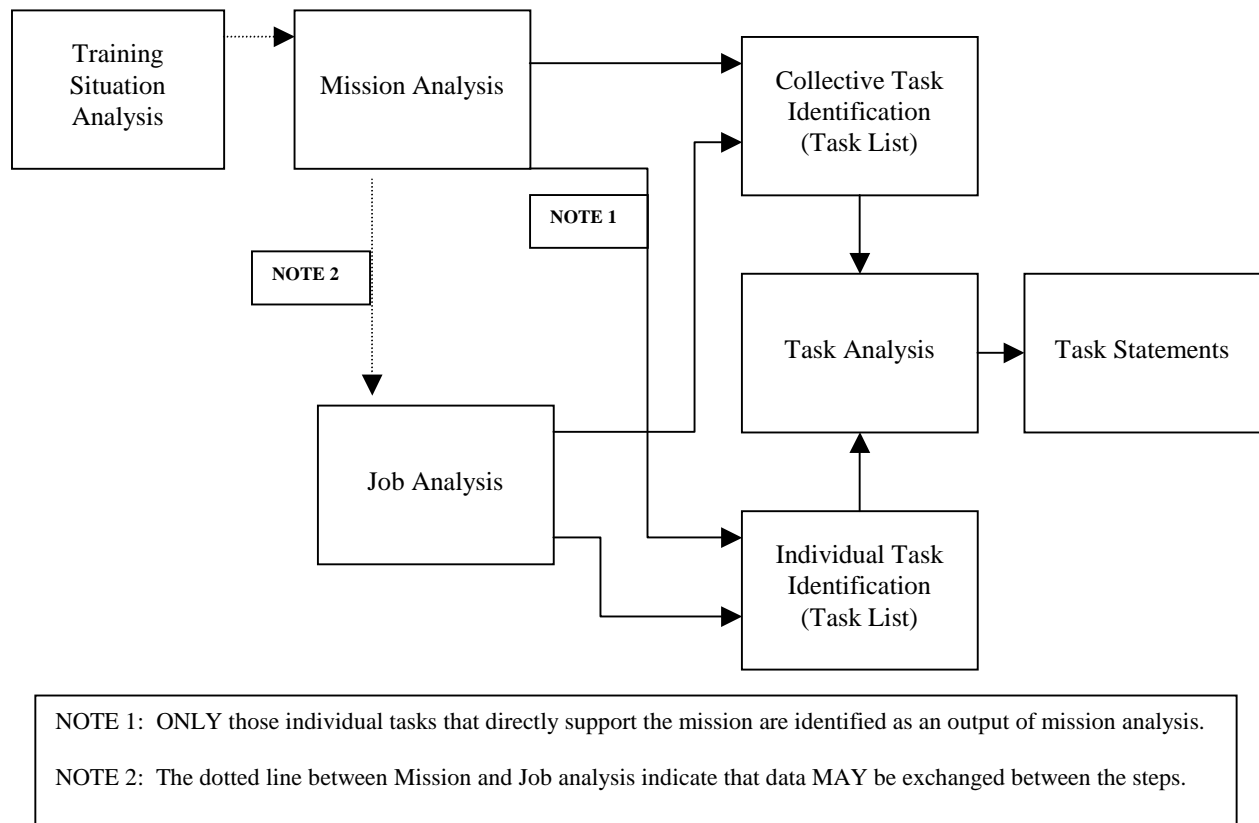 Training
Situation
Analysis
Mission Analysis
Collective Task
Identification
(Task List)
NOTE 1
NOTE 2
Task Analysis
Task Statements
Job Analysis
Individual Task
Identification
(Task List)
NOTE 1:  ONLY those individual tasks that directly support the mission are identified as an output of mission analysis.
NOTE 2:  The dotted line between Mission and Job analysis indicate that data MAY be exchanged between the steps.